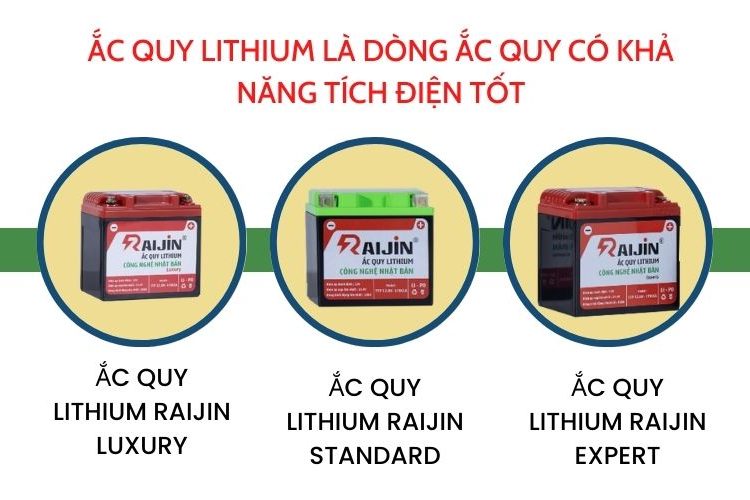 ẮC QUY LITHIUM LÀ DÒNG ẮC QUY CÓ KHẢ
NĂNG TÍCH ĐIỆN TỐT
RAIJIN®
ẮC QUY LITHIUM
CÔNG NGHỆ NHẬT BẢN
Luxury
RAIJIN®
ẮC QUY LITHIUM
CÔNG NGHỆ NHẬT BẢN
RAIJIN®
ẮC QUY LITHIUM
CÔNG NGHỆ NHẬT BẢN
ẮC QUY
LITHIUM RAIJIN
LUXURY
ẮC QUY
LITHIUM RAIJIN
STANDARD
ẮC QUY
LITHIUM RAIJIN
EXPERT